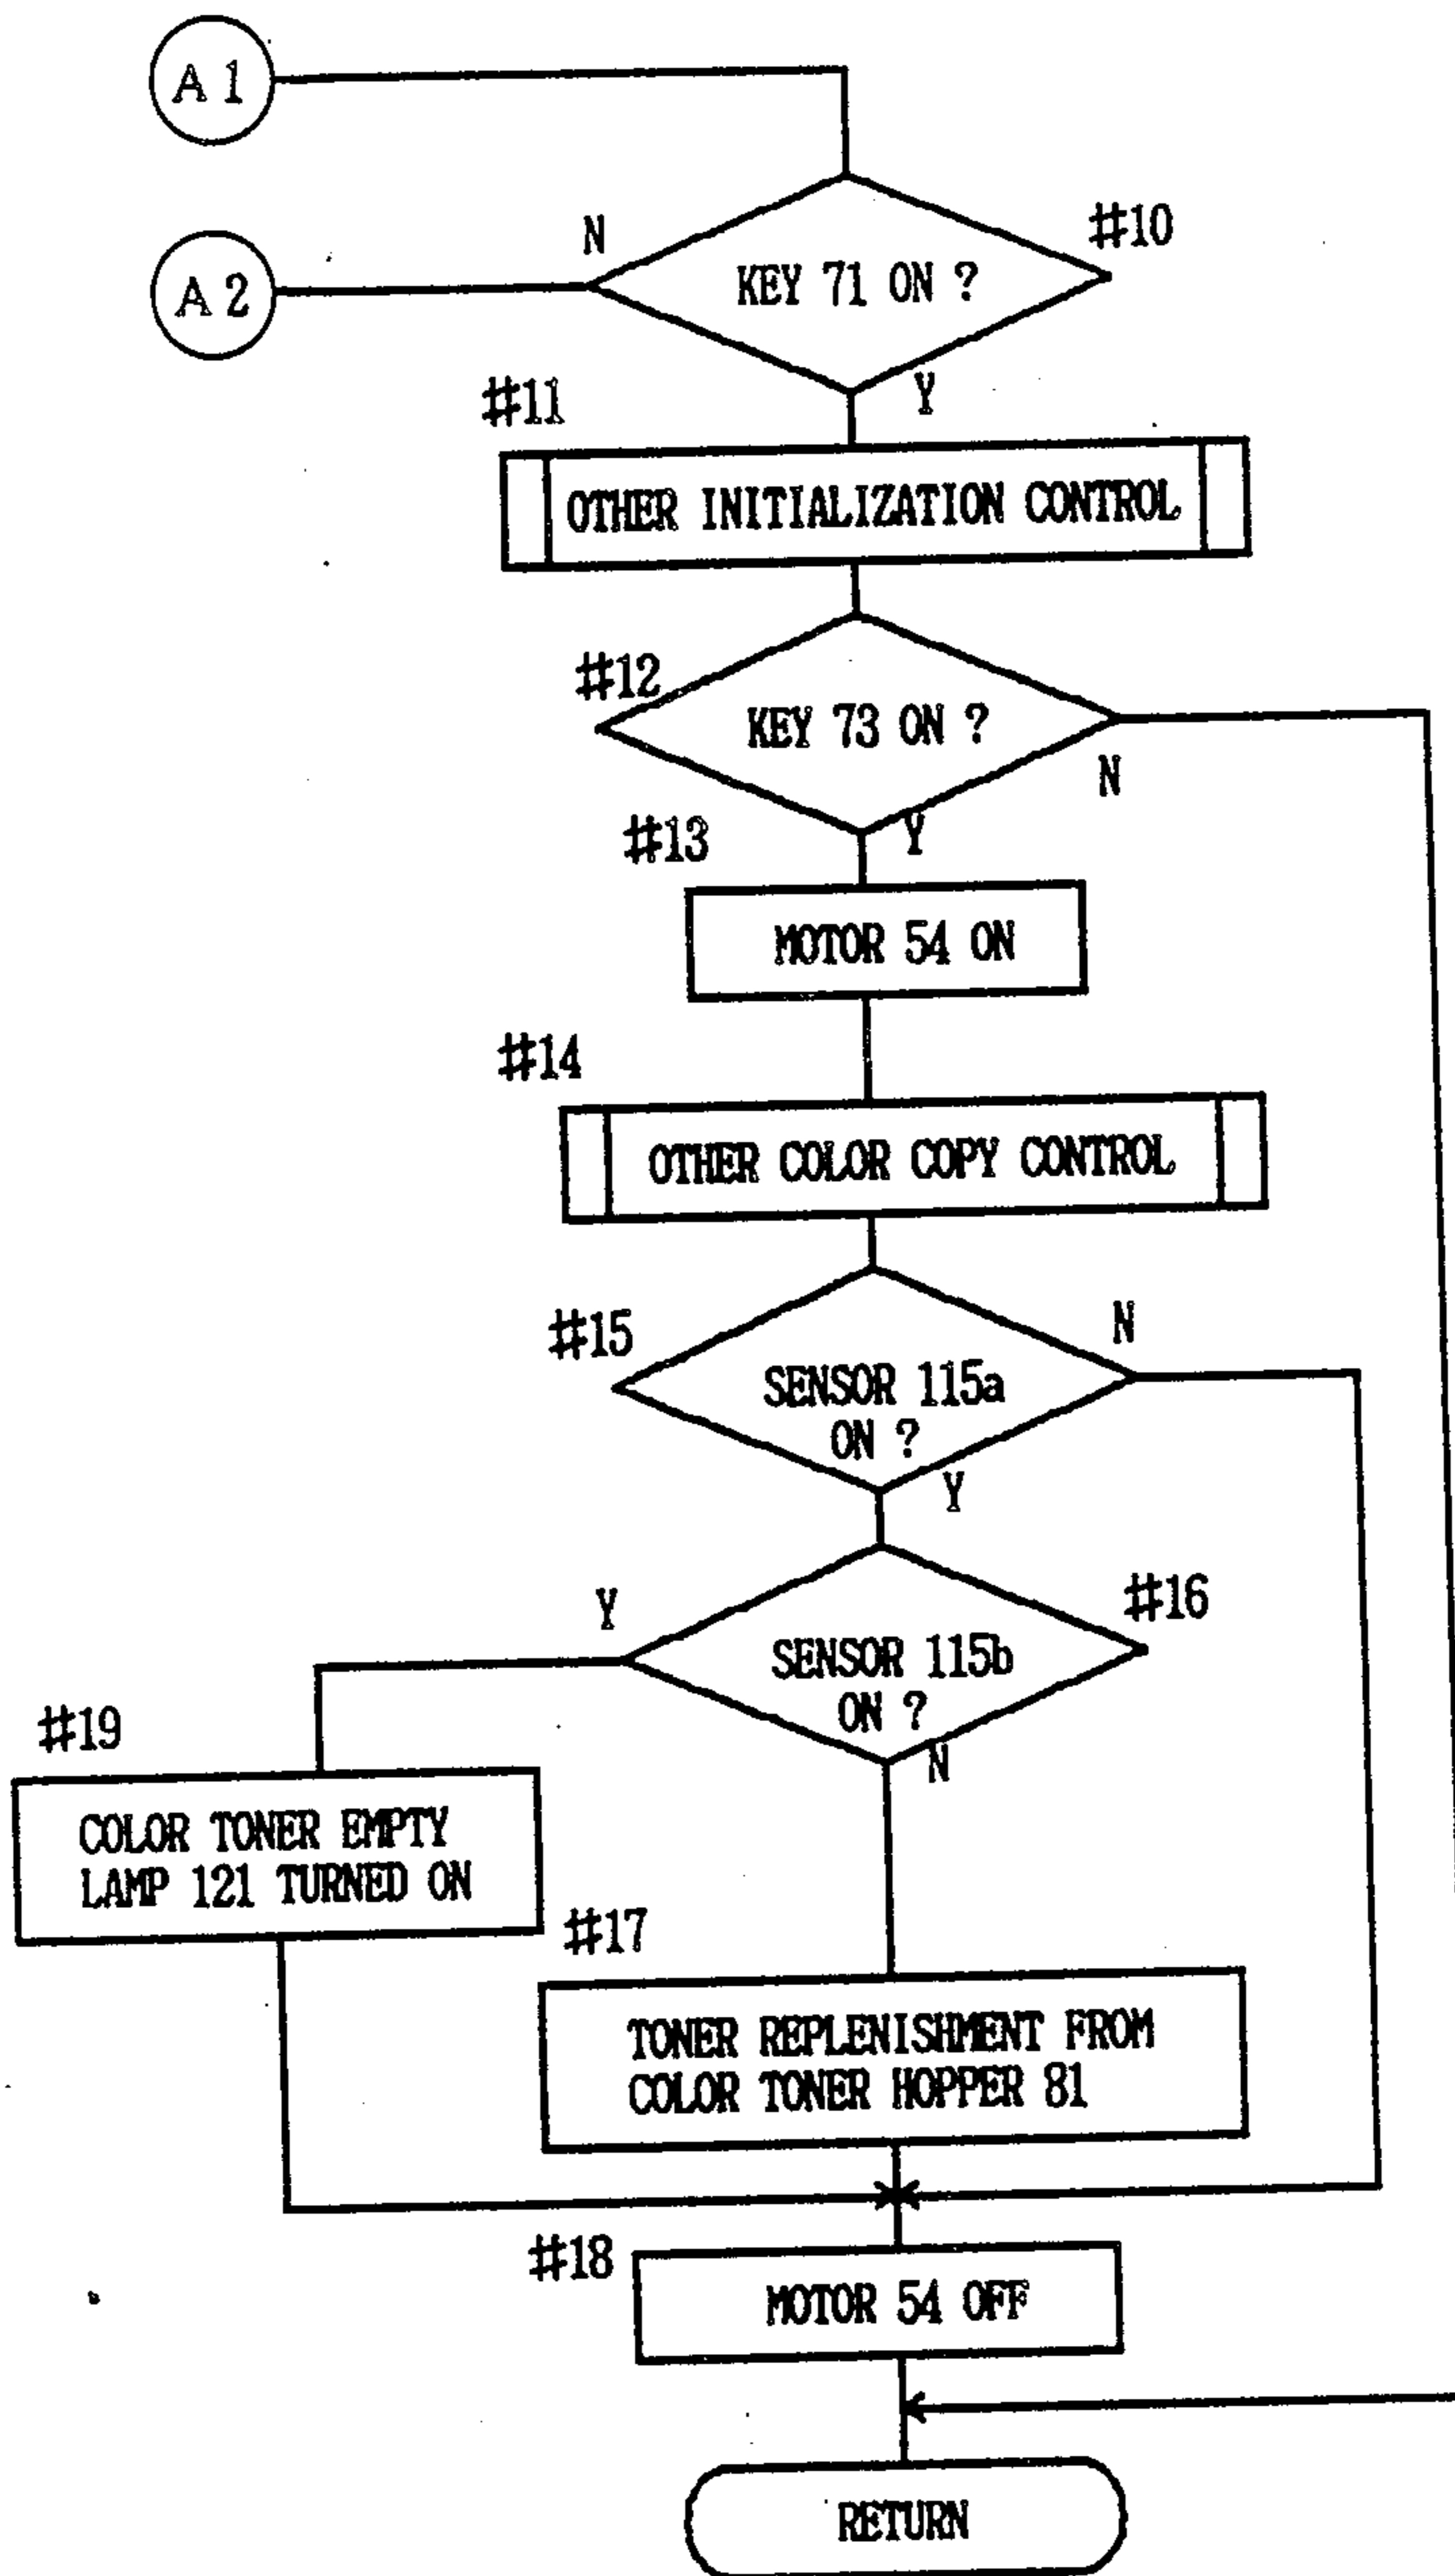 A 1
N
#10
A 2
KEY 71 ON ?
Y
#11
OTHER INITIALIZATION CONTROL
#12
KEY 73 ON ?
N
Y
#13
MOTOR 54 ON
#14
OTHER COLOR COPY CONTROL
#15
N
SENSOR 115a
ON ?
Y
Y
#16
SENSOR 115b
ON ?
N
#19
COLOR TONER EMPTY
LAMP 121 TURNED ON
#17
TONER REPLENISHMENT FROM
COLOR TONER HOPPER 81
#18
MOTOR 54 OFF
RETURN